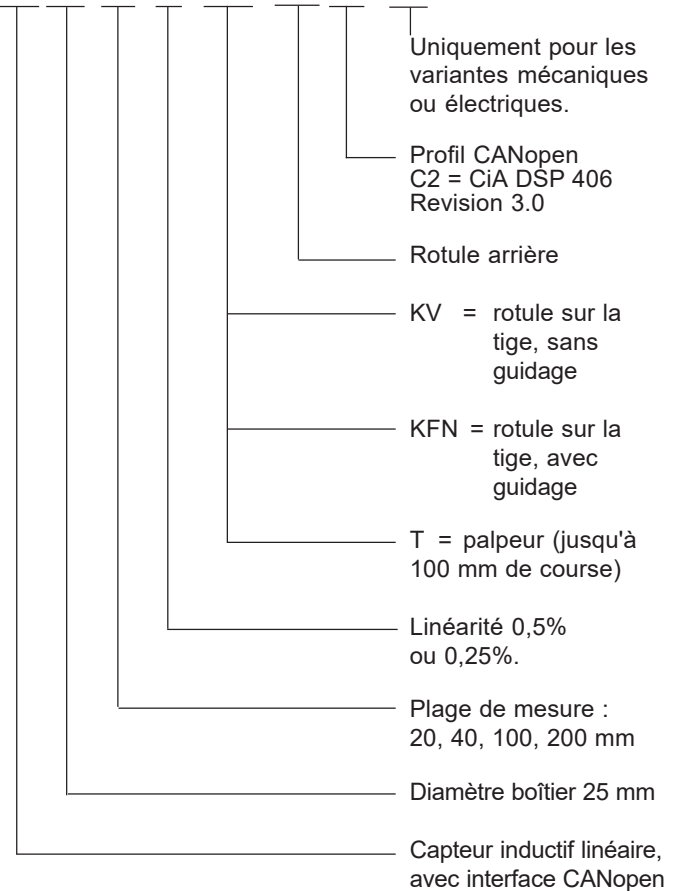 Uniquement pour les
variantes mécaniques
ou électriques.
Profil CANopen
C2 = CiA DSP 406
Revision 3.0
Rotule arrière
KV = rotule sur la
tige, sans
guidage
KFN = rotule sur la
tige, avec
guidage
T = palpeur (jusqu'à
100 mm de course)
Linéarité 0,5%
ou 0,25%.
Plage de mesure :
20, 40, 100, 200 mm
Diamètre boîtier 25 mm
Capteur inductif linéaire,
avec interface CANopen